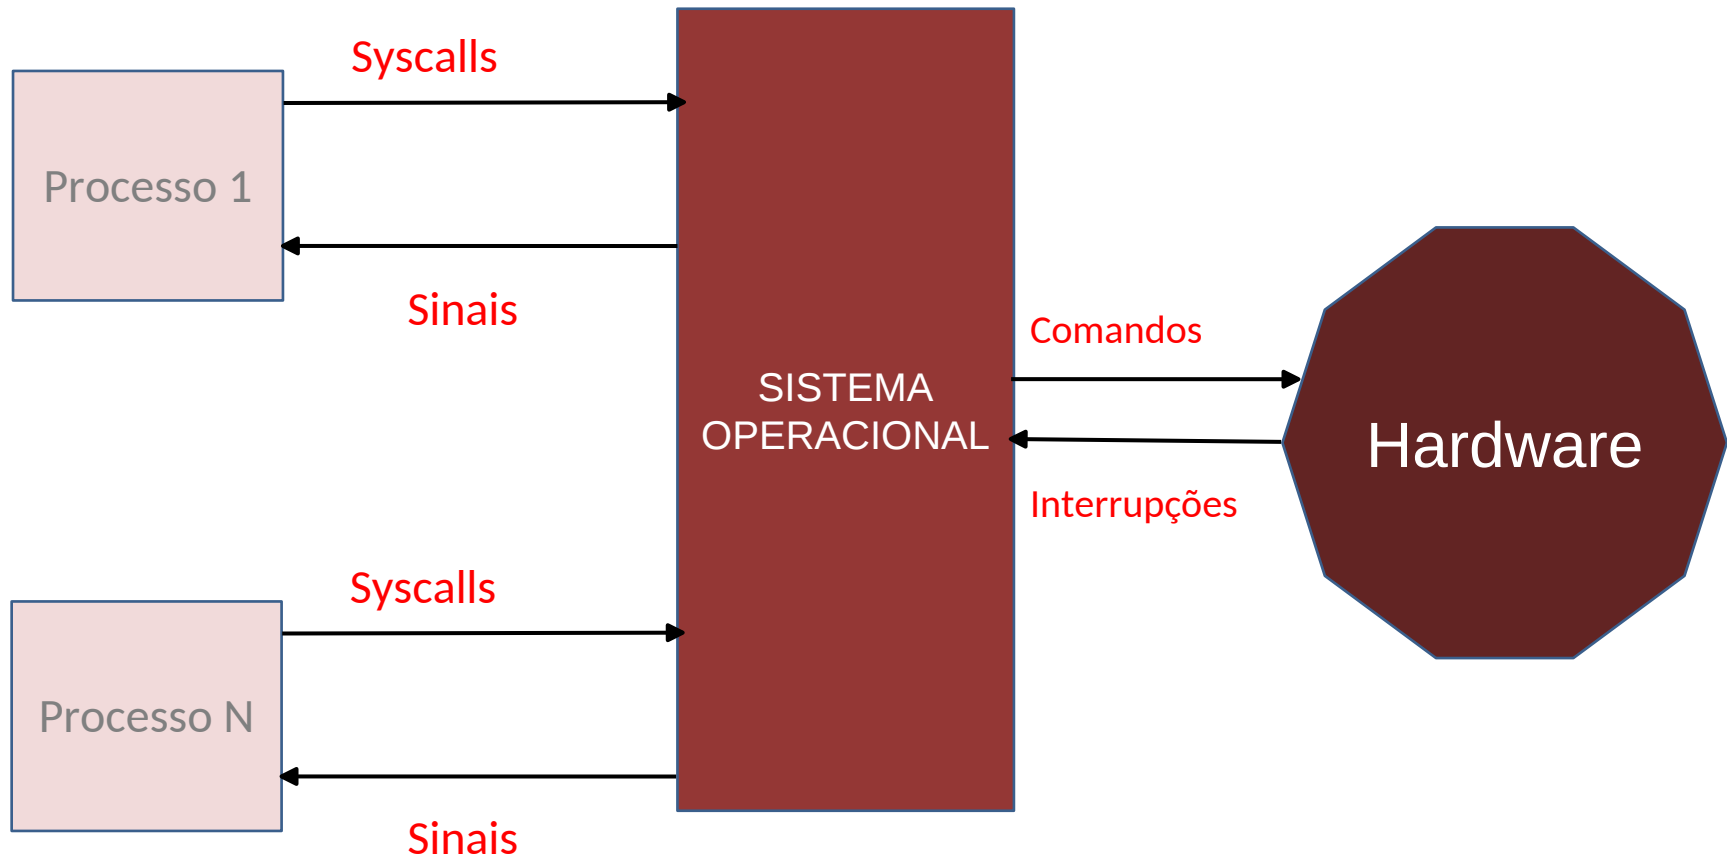 Syscalls
Processo 1
Sinais
SISTEMA
OPERACIONAL
Comandos
Hardware
Interrupções
Syscalls
Processo N
Sinais